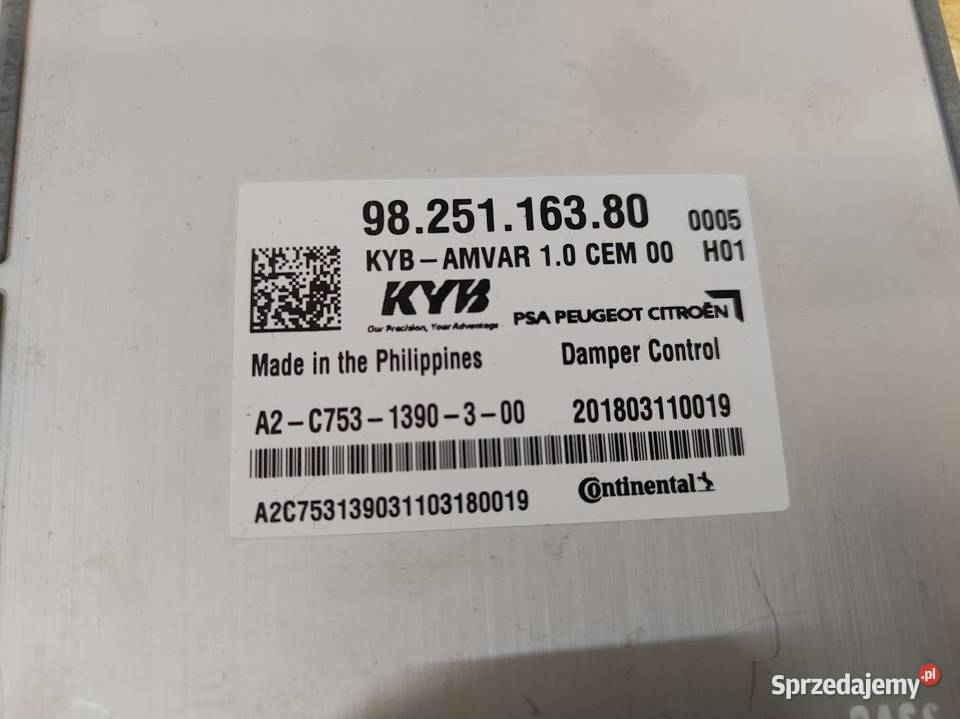 98.251.163.80 0005
KYB-AMVAR 1.0 CEM 00 H01
KYB
Our Precision, Your Advantage
PSA PEUGEOT CITROËN
Made in the Philippines Damper Control
A2-C753-1390-3-00 201803110019
A2C753139031103180019 Continental
Sprzedajemy.pl